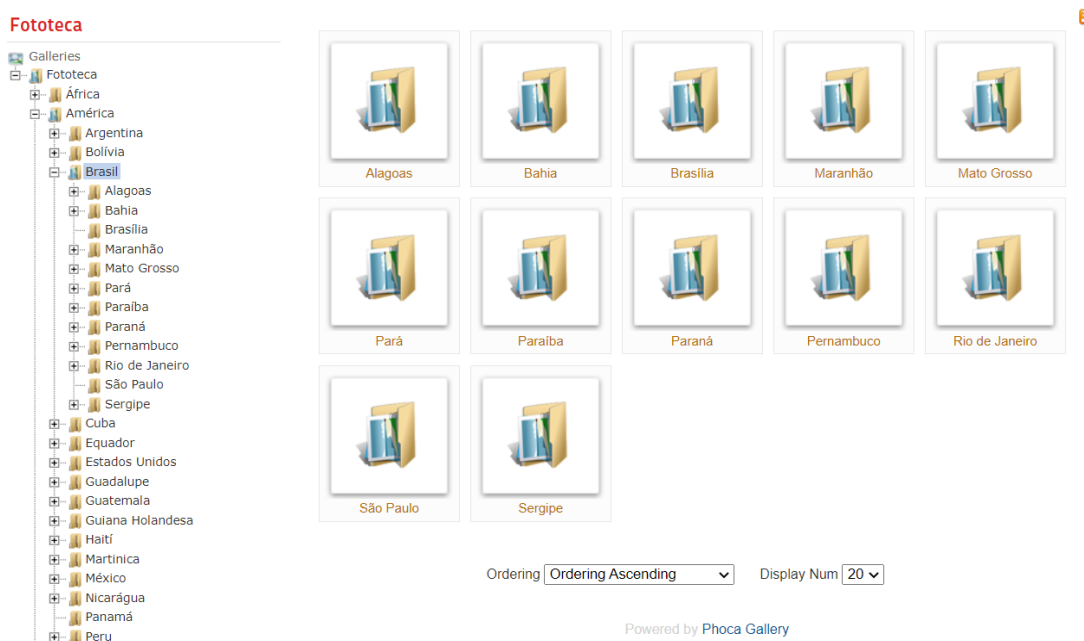 Fototeca
Galleries
Fototeca
África
América
Argentina
Bolívia
Brasil
Alagoas
Bahia
Brasília
Maranhão
Mato Grosso
Pará
Paraíba
Paraná
Pernambuco
Rio de Janeiro
São Paulo
Sergipe
Cuba
Equador
Estados Unidos
Guadalupe
Guatemala
Guiana Holandesa
Haití
Martinica
México
Nicarágua
Panamá
Peru
Alagoas Bahia Brasília Maranhão Mato Grosso
Pará Paraíba Paraná Pernambuco Rio de Janeiro
São Paulo Sergipe
Ordering Ordering Ascending Display Num 20
Powered by Phoca Gallery